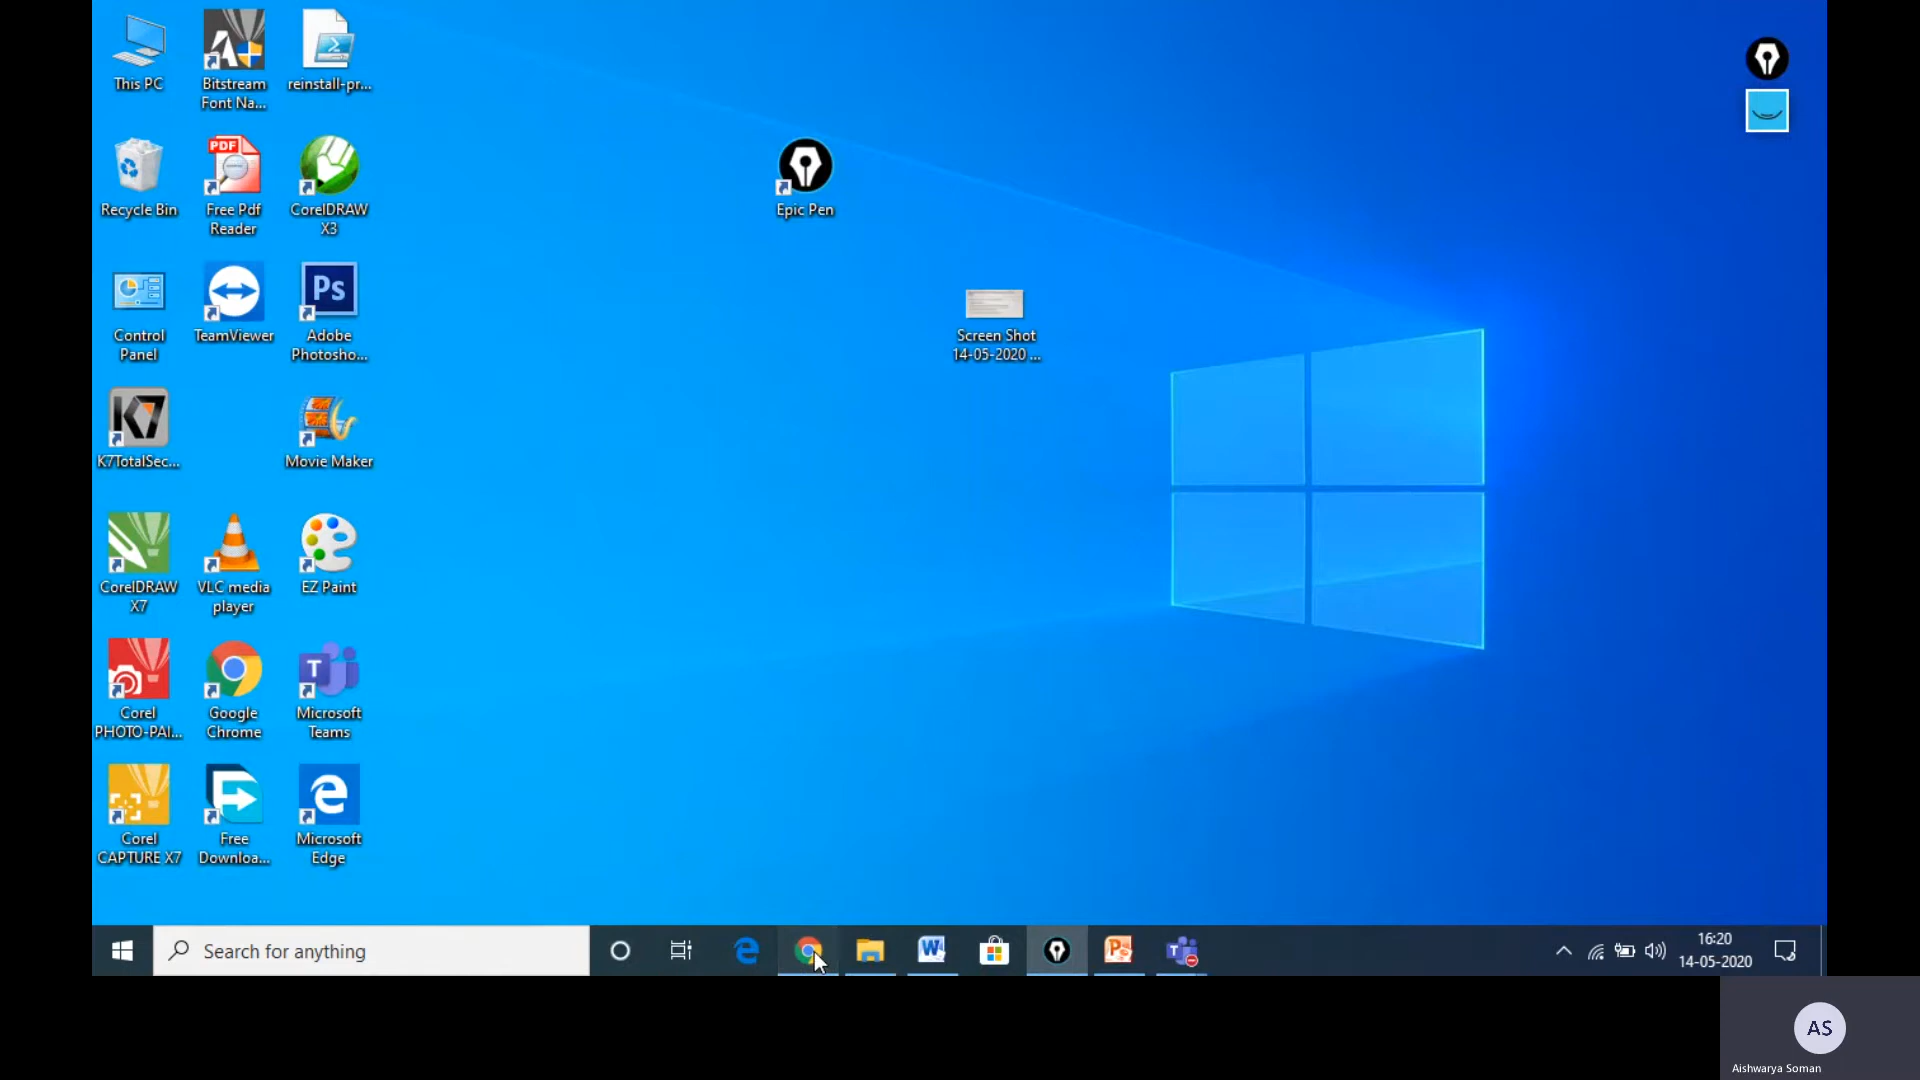 This PC
Bitstream
Font Na...
reinstall-pr...
Recycle Bin
PDF
Free Pdf
Reader
CorelDRAW
X3
Epic Pen
Control
Panel
TeamViewer
Ps
Adobe
Photosho...
Screen Shot
14-05-2020 ...
K7
K7TotalSec...
Movie Maker
CorelDRAW
X7
VLC media
player
EZ Paint
Corel
PHOTO-PAI...
Google
Chrome
T
Microsoft
Teams
Corel
CAPTURE X7
Free
Downloa...
Microsoft
Edge
Search for anything
16:20
14-05-2020
AS
Aishwarya Soman